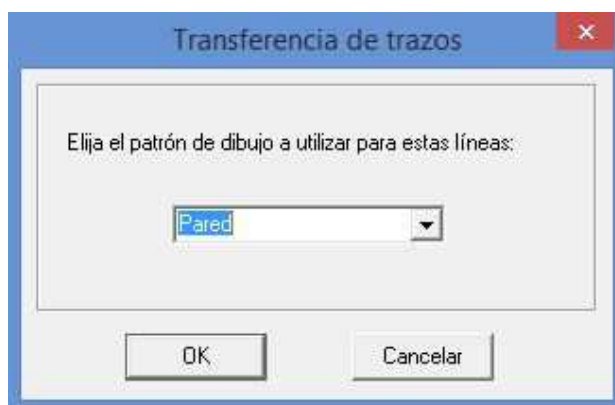 Transferencia de trazos
Elija el patrón de dibujo a utilizar para estas líneas:
Pared
OK
Cancelar